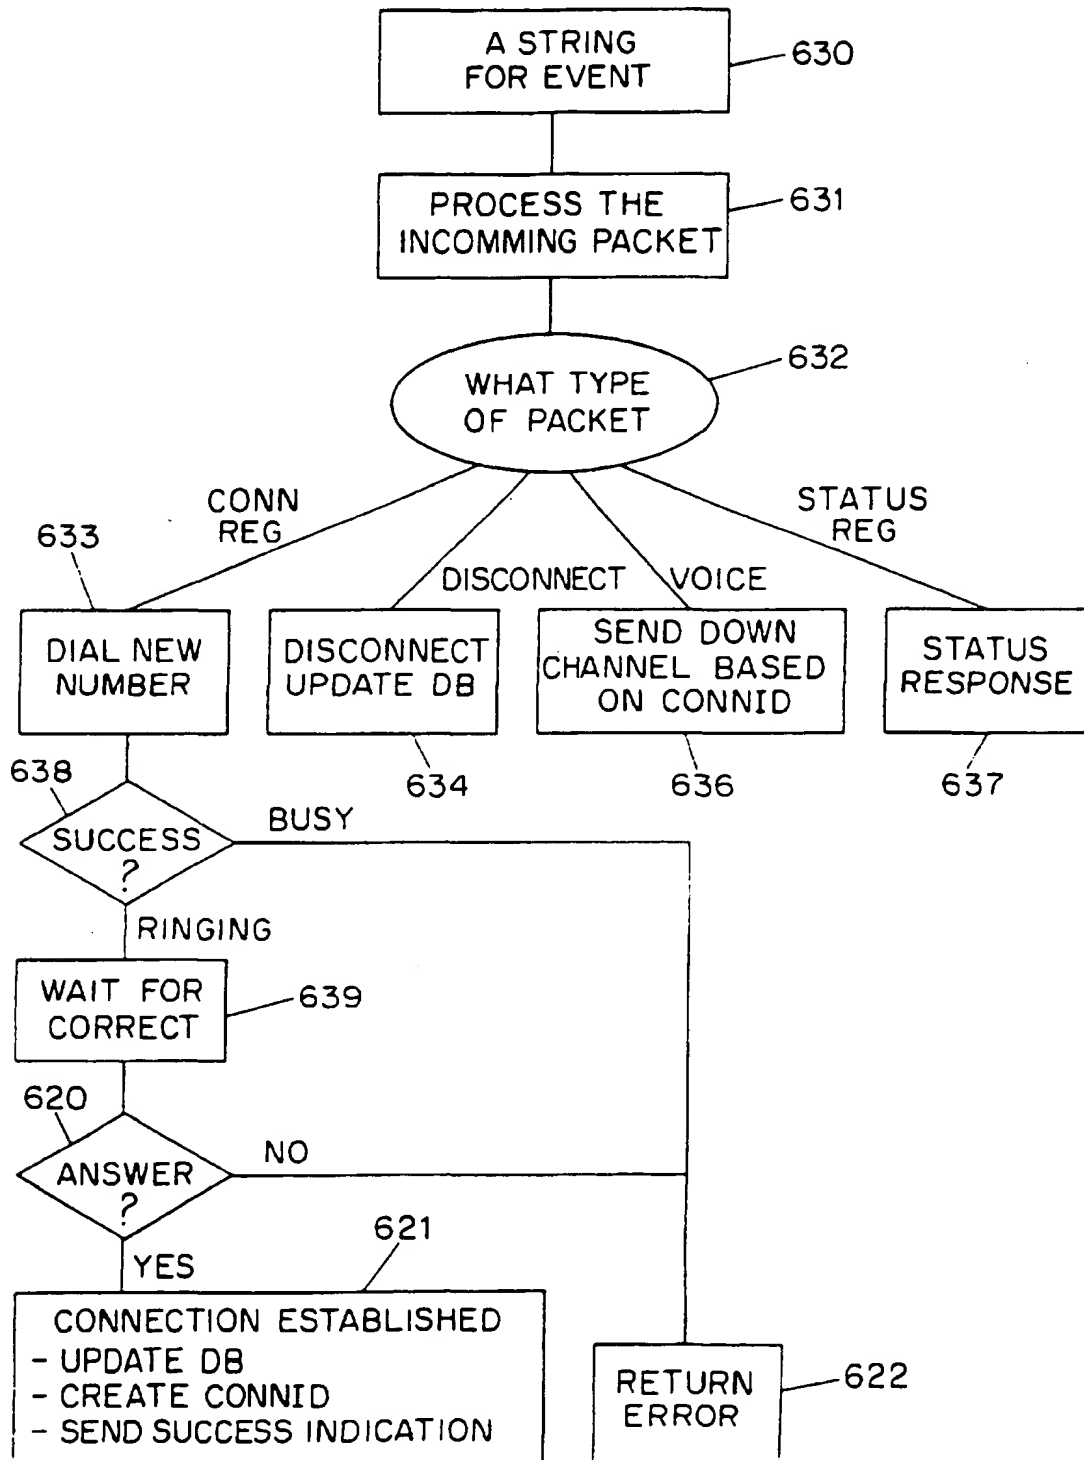 A STRING
FOR EVENT
630
PROCESS THE
INCOMMING PACKET
631
WHAT TYPE
OF PACKET
632
CONN
REG
STATUS
REG
DISCONNECT
VOICE
633
DIAL NEW
NUMBER
DISCONNECT
UPDATE DB
SEND DOWN
CHANNEL BASED
ON CONNID
STATUS
RESPONSE
634
636
637
638
SUCCESS
?
BUSY
RINGING
WAIT FOR
CORRECT
639
620
ANSWER
?
NO
YES
621
CONNECTION ESTABLISHED
- UPDATE DB
- CREATE CONNID
- SEND SUCCESS INDICATION
RETURN
ERROR
622